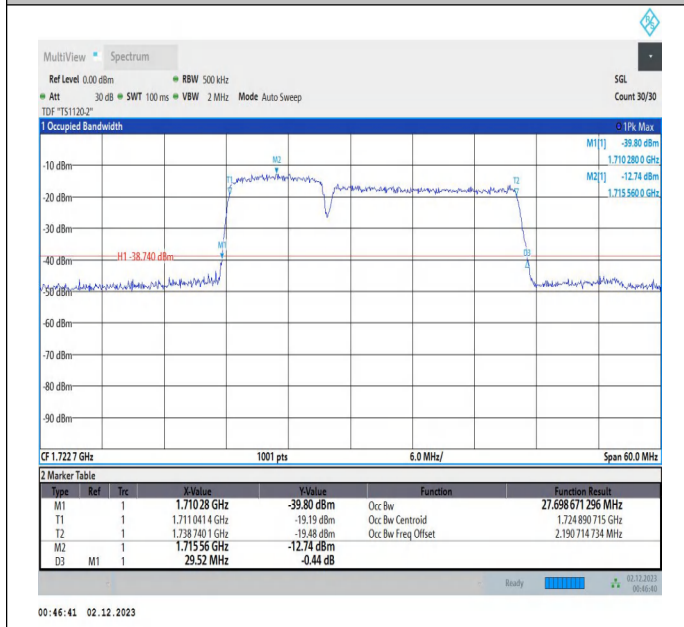 MultiView Spectrum
Ref Level 0.00 dBm RBW 500 kHz SGL
Att 30 dB SWT 100 ms VBW 2 MHz Mode Auto Sweep Count 30/30
TDF "TS1120-2"
1 Occupied Bandwidth 1Pk Max
M1[1] -39.80 dBm
1.710 280 0 GHz
M2[1] -12.74 dBm
1.715 560 0 GHz
M2
-10 dBm
T1 T2
-20 dBm
-30 dBm
M1
H1 -38.740 dBm
D3
-40 dBm
-50 dBm
-60 dBm
-70 dBm
-80 dBm
-90 dBm
CF 1.722 7 GHz 1001 pts 6.0 MHz/ Span 60.0 MHz
2 Marker Table
Type Ref Trc X-Value Y-Value Function Function Result
M1 1 1.710 28 GHz -39.80 dBm Occ Bw 27.698 671 296 MHz
T1 1 1.711 041 4 GHz -19.19 dBm Occ Bw Centroid 1.724 890 715 GHz
T2 1 1.738 740 1 GHz -19.48 dBm Occ Bw Freq Offset 2.190 714 734 MHz
M2 1 1.715 56 GHz -12.74 dBm
D3 M1 1 29.52 MHz -0.44 dB
Ready 02.12.2023
00:46:40
00:46:41 02.12.2023